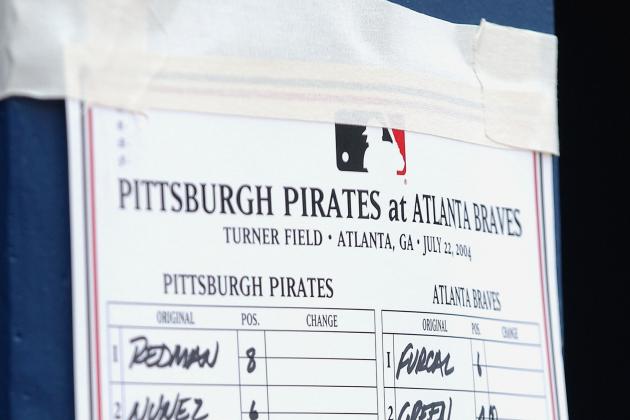 PITTSBURGH PIRATES at ATLANTA BRAVES
TURNER FIELD • ATLANTA, GA • JULY 22, 2004
PITTSBURGH PIRATES
ATLANTA BRAVES
ORIGINAL POS. CHANGE
ORIGINAL POS. CHANGE
1 REDMAN 8
1 FURCAL 6
2 NUNEZ 6
2 GREEN